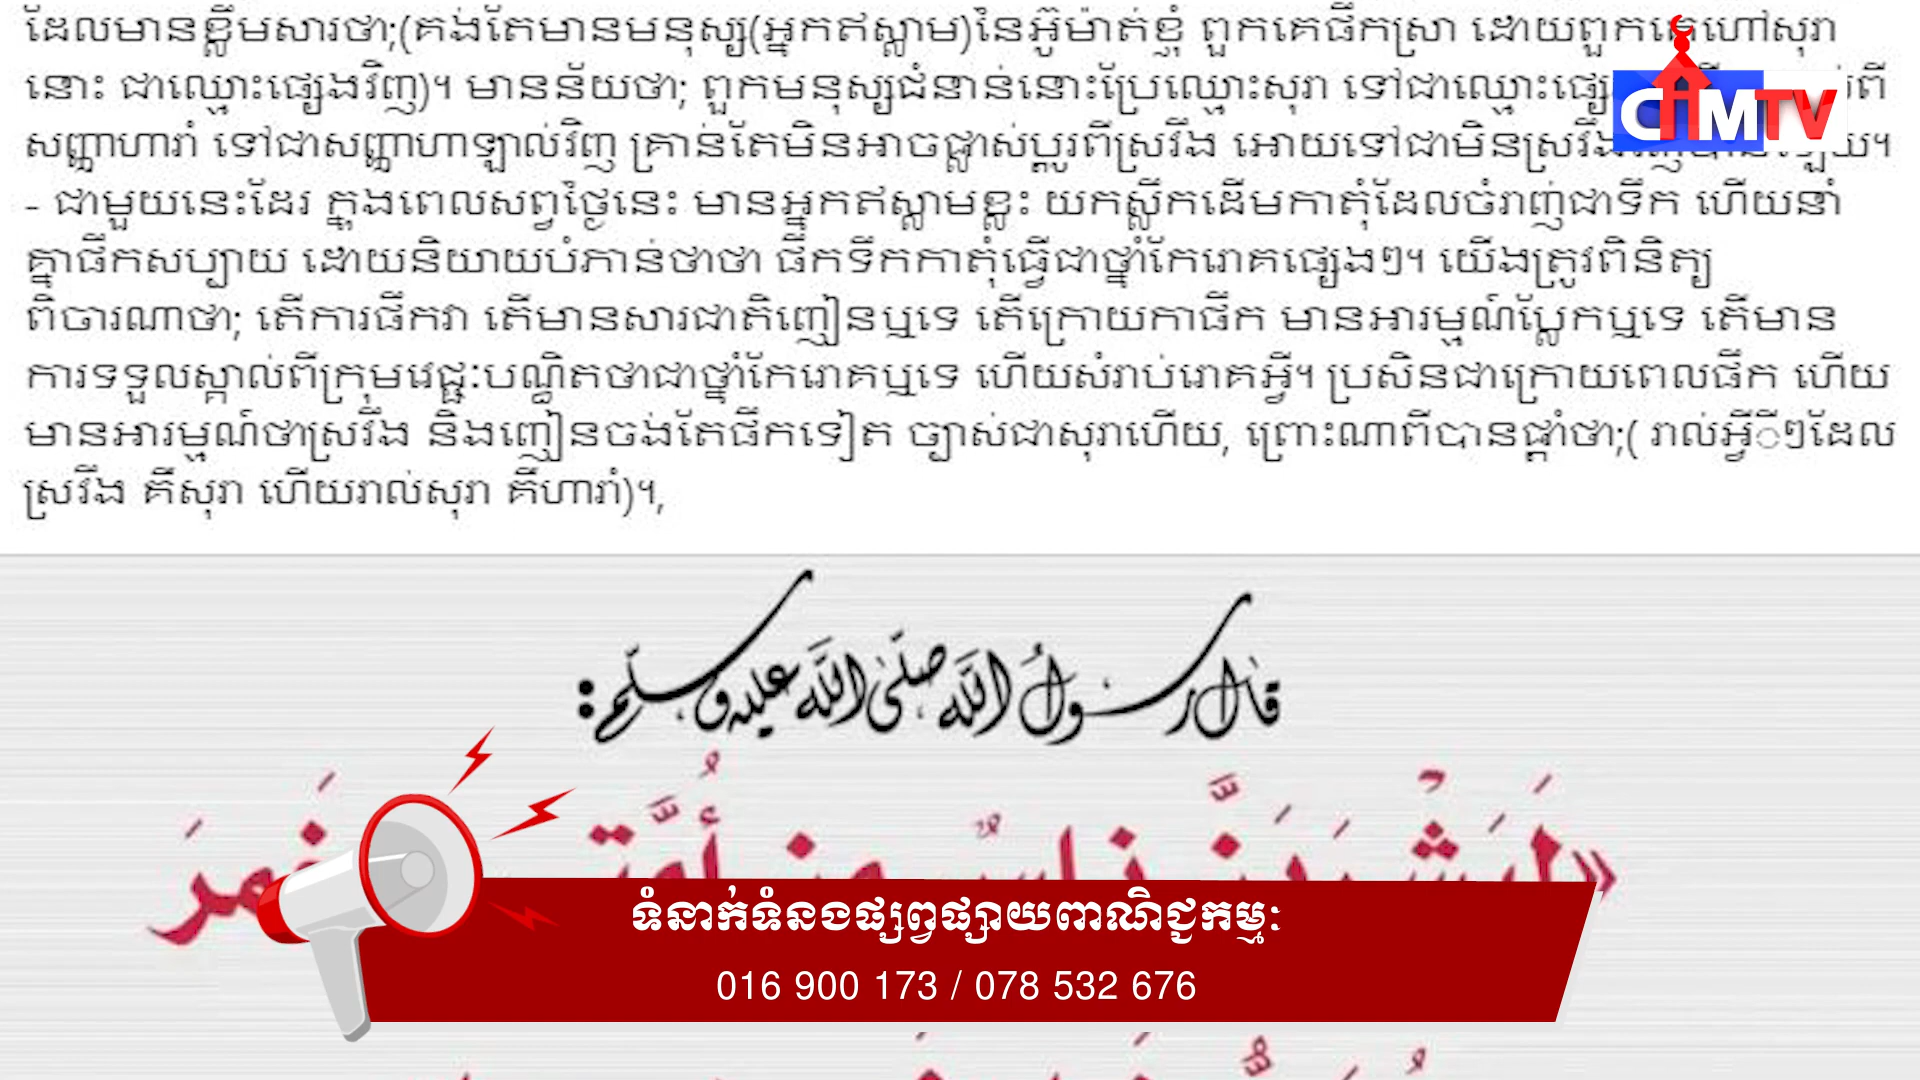 ដែលមានខ្លឹមសារថា;(គង់តែមានមនុស្ស(អ្នកឥស្លាម)នៃអ៊ូម៉ាត់ខ្ញុំ ពួកគេផឹកស្រា ដោយពួកគេហៅសុរា
នោះ ជាឈ្មោះផ្សេងវិញ)។ មានន័យថា; ពួកមនុស្សជំនាន់នោះប្រែឈ្មោះសុរា ទៅជាឈ្មោះផ្សេង ពី
សញ្ញាហារាំ ទៅជាសញ្ញាហាឡាល់វិញ គ្រាន់តែមិនអាចផ្លាស់ប្តូរពីស្រវឹង អោយទៅជាមិនស្រវឹងវិញបានឡើយ។
- ជាមួយនេះដែរ ក្នុងពេលសព្វថ្ងៃនេះ មានអ្នកឥស្លាមខ្លះ យកស្លឹកដើមកាតុំដែលចំរាញ់ជាទឹក ហើយនាំ
គ្នាផឹកសប្បាយ ដោយនិយាយបំភាន់ថាថា ផឹកទឹកកាតុំធ្វើជាថ្នាំកែរោគផ្សេងៗ។ យើងត្រូវពិនិត្យ
ពិចារណាថា; តើការផឹកវា តើមានសារជាតិញៀនឬទេ តើក្រោយកាផឹក មានអារម្មណ៍ប្លែកឬទេ តើមាន
ការទទួលស្គាល់ពីក្រុមវេជ្ជៈបណ្ឌិតថាជាថ្នាំកែរោគឬទេ ហើយសំរាប់រោគអ្វី។ ប្រសិនជាក្រោយពេលផឹក ហើយ
មានអារម្មណ៍ថាស្រវឹង និងញៀនចង់តែផឹកទៀត ច្បាស់ជាសុរាហើយ, ព្រោះណាពីបានផ្តាំថា;( រាល់អ្វីីៗដែល
ស្រវឹង គឺសុរា ហើយរាល់សុរា គឺហារាំ)។,
CiMTV
قال رسول الله صلى الله عليه وسلم:
«لَيَشْرَبَنَّ نَاسٌ مِن أُمَّتِي
ទំនាក់ទំនងផ្សព្វផ្សាយពាណិជ្ជកម្មៈ
016 900 173 / 078 532 676